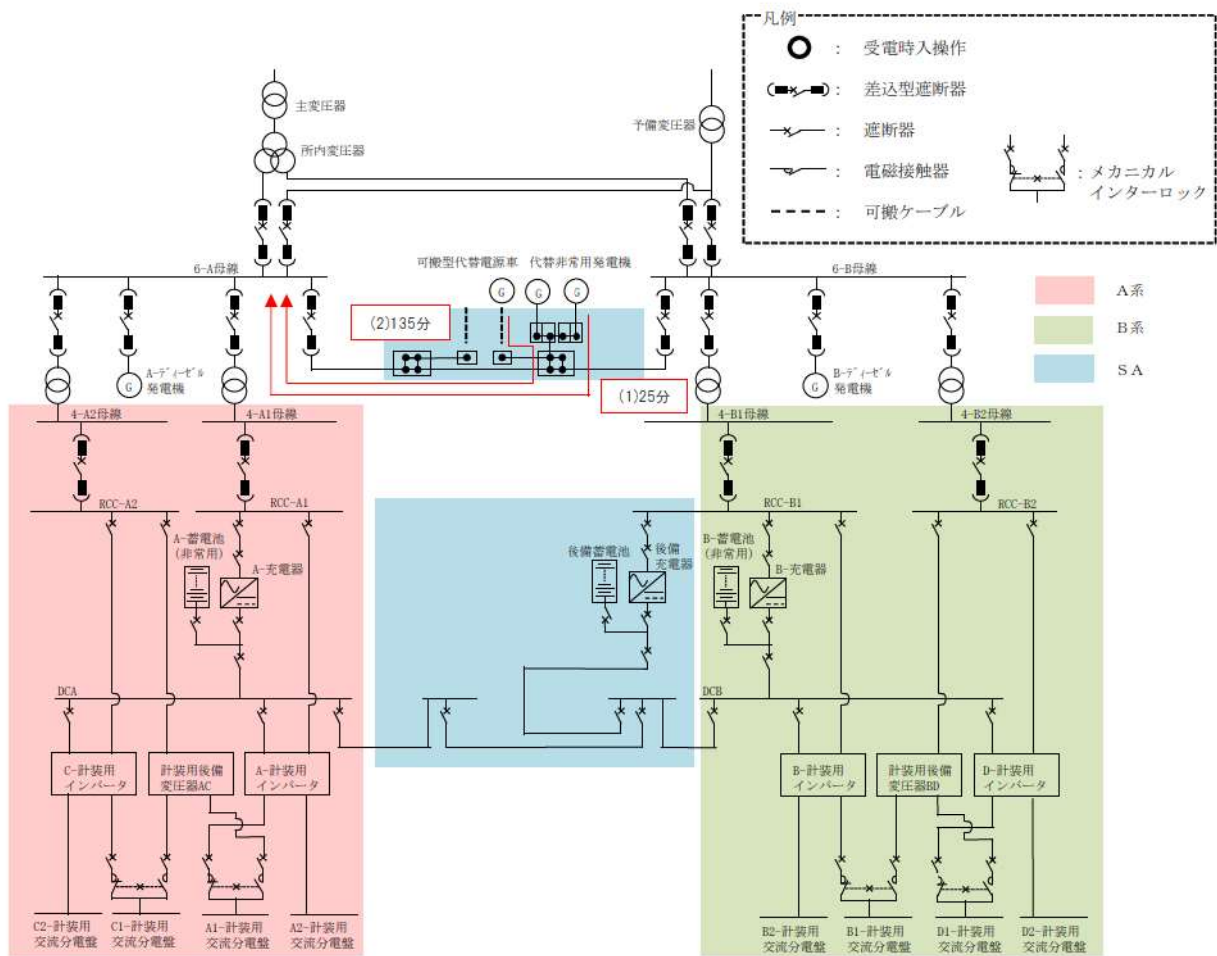 凡例
： 受電時入操作
： 差込型遮断器
： 遮断器
： 電磁接触器
： 可搬ケーブル
：メカニカル
インターロック
主変圧器
所内変圧器
予備変圧器
6-A母線
可搬型代替電源車
代替非常用発電機
6-B母線
G
G
G
(2)135分
(1)25分
A系
B系
SA
A-ディーゼル
発電機
G
B-ディーゼル
発電機
G
4-A2母線
4-A1母線
4-B1母線
4-B2母線
RCC-A2
RCC-A1
RCC-B1
RCC-B2
A-蓄電池
(非常用)
A-充電器
後備蓄電池
後備
充電器
B-蓄電池
(非常用)
B-充電器
DCA
DCB
C-計装用
インバータ
計装用後備
変圧器AC
A-計装用
インバータ
B-計装用
インバータ
計装用後備
変圧器BD
D-計装用
インバータ
C2-計装用
交流分電盤
C1-計装用
交流分電盤
A1-計装用
交流分電盤
A2-計装用
交流分電盤
B2-計装用
交流分電盤
B1-計装用
交流分電盤
D1-計装用
交流分電盤
D2-計装用
交流分電盤